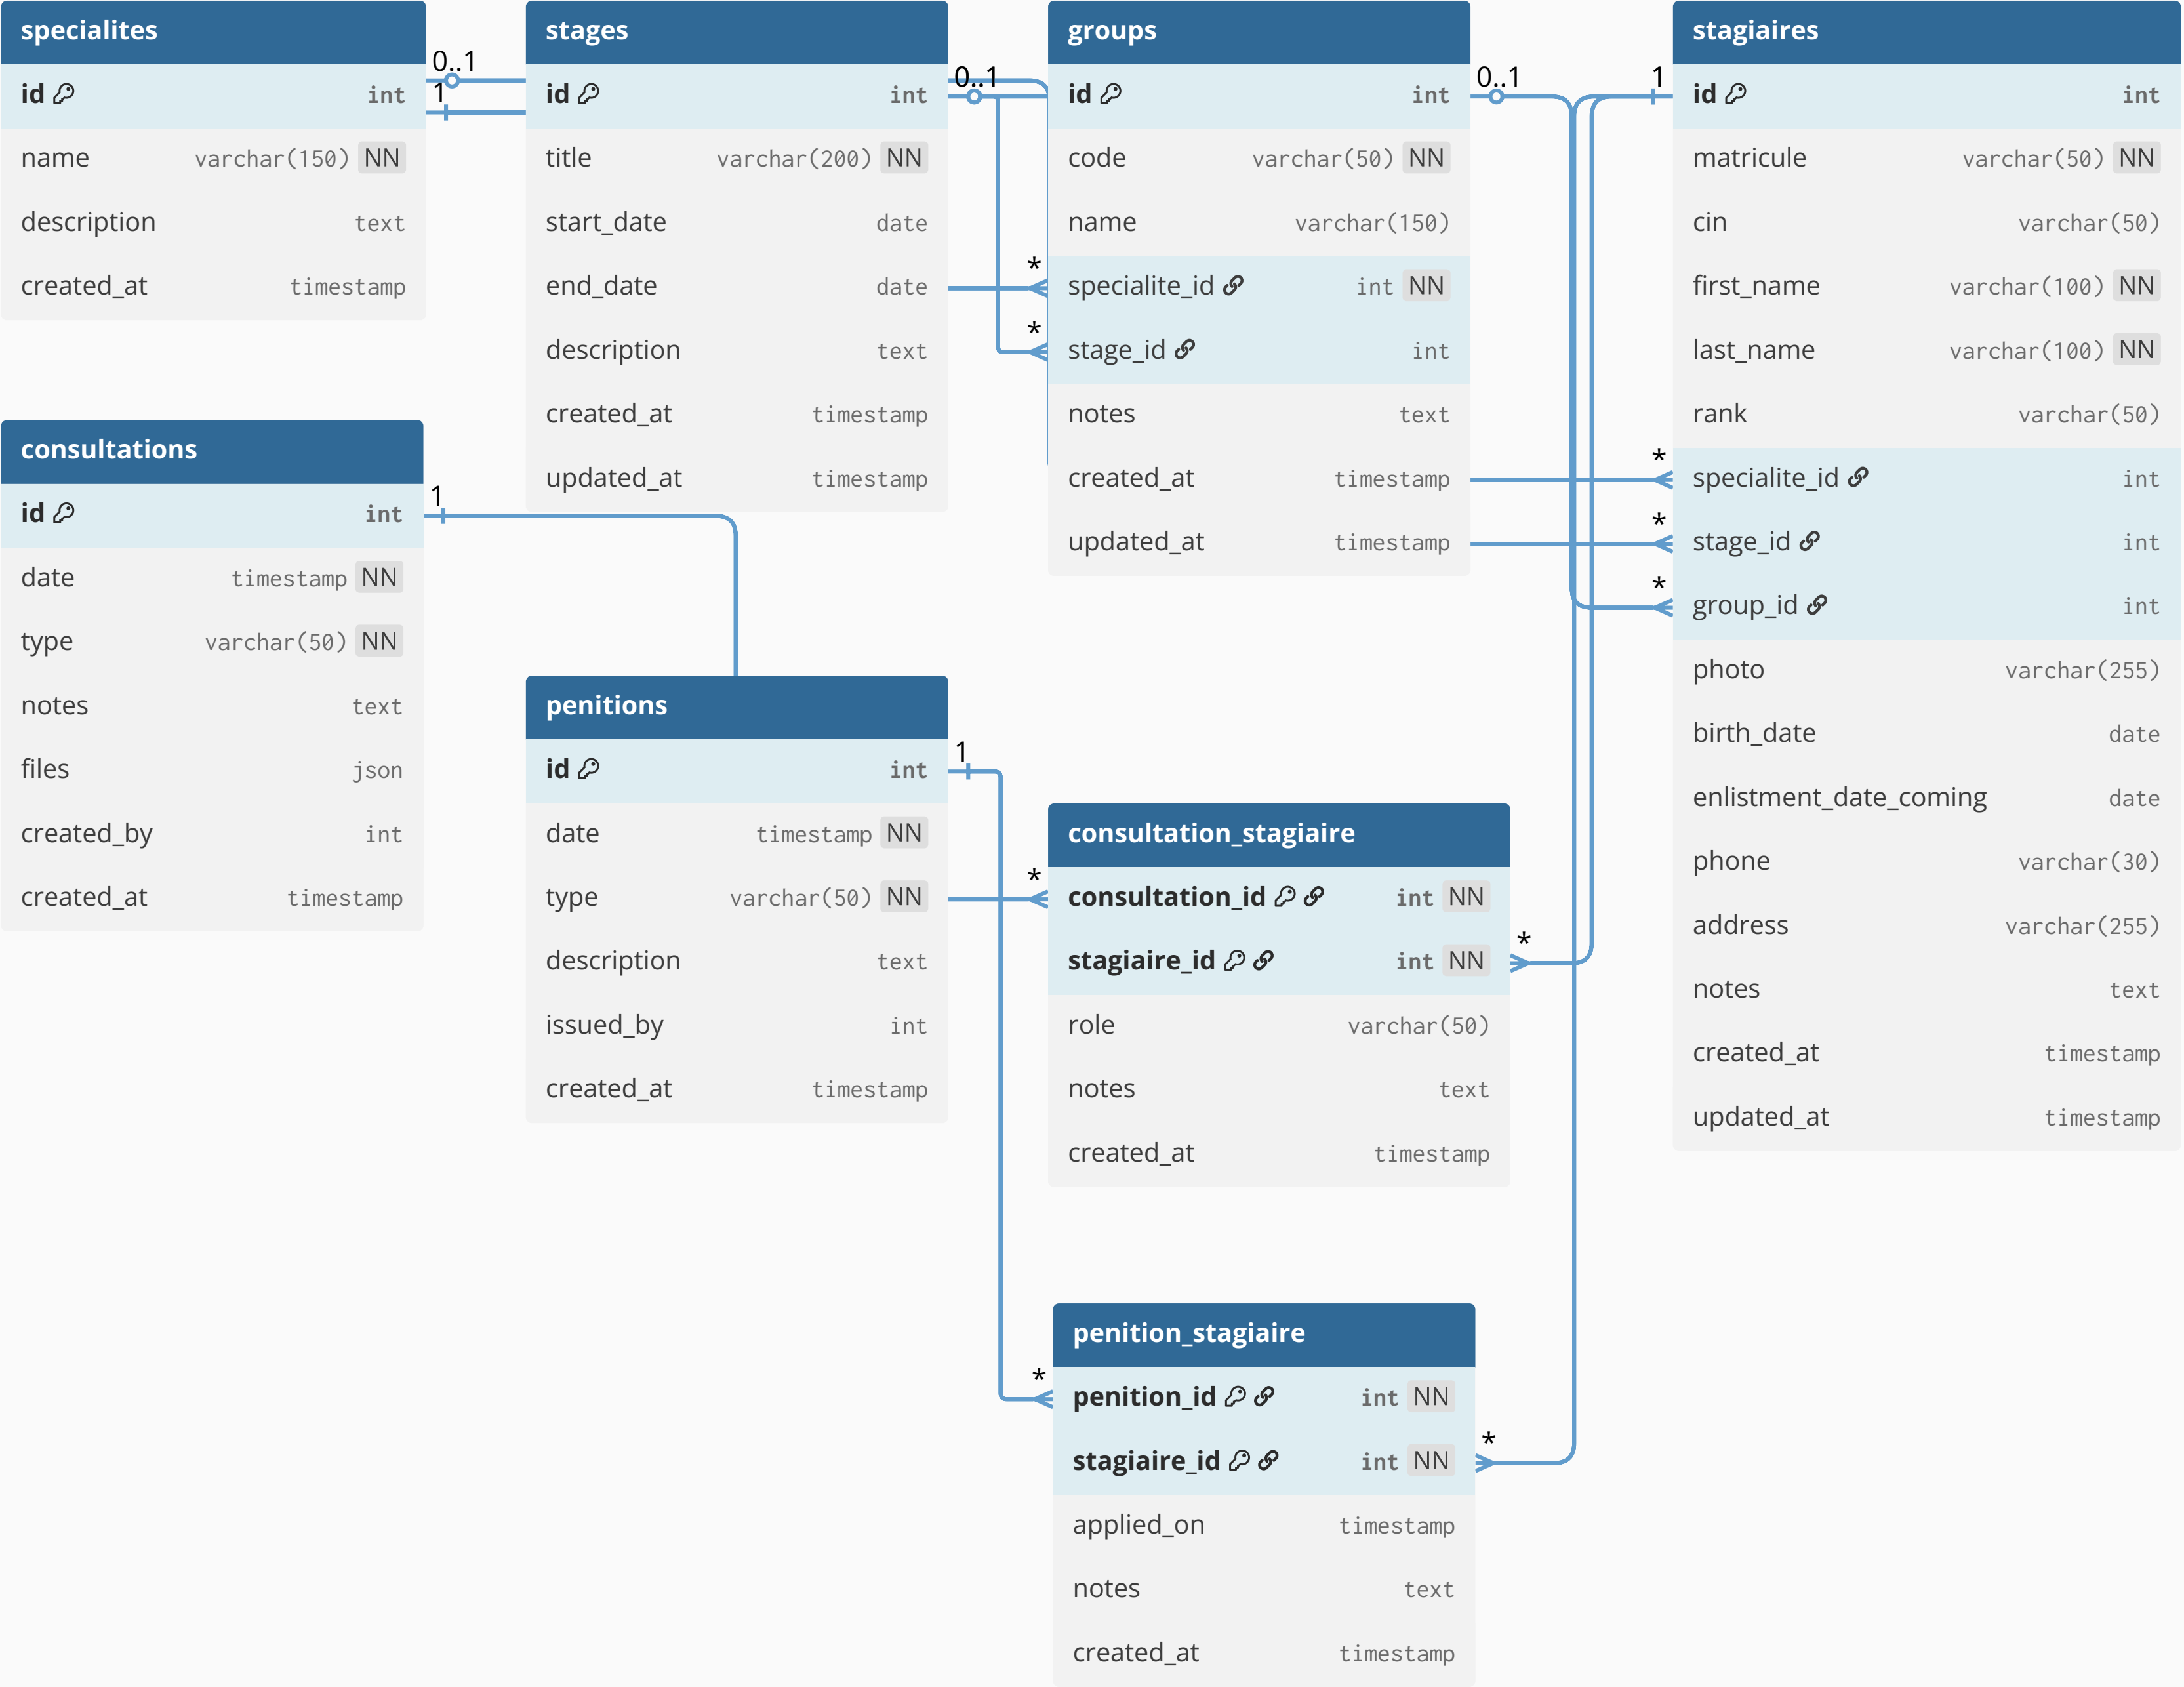 specialites
0..1
id int
1
name varchar(150) NN
description text
created_at timestamp
stages
0..1
id int
title varchar(200) NN
start_date date
end_date date
description text
created_at timestamp
updated_at timestamp
groups
0..1
id int
code varchar(50) NN
name varchar(150)
*
specialite_id int NN
*
stage_id int
notes text
created_at timestamp
updated_at timestamp
stagiaires
1
id int
matricule varchar(50) NN
cin varchar(50)
first_name varchar(100) NN
last_name varchar(100) NN
rank varchar(50)
*
specialite_id int
*
stage_id int
*
group_id int
photo varchar(255)
birth_date date
enlistment_date_coming date
phone varchar(30)
address varchar(255)
notes text
created_at timestamp
updated_at timestamp
consultations
1
id int
date timestamp NN
type varchar(50) NN
notes text
files json
created_by int
created_at timestamp
penitions
1
id int
date timestamp NN
type varchar(50) NN
description text
issued_by int
created_at timestamp
consultation_stagiaire
*
consultation_id int NN
*
stagiaire_id int NN
role varchar(50)
notes text
created_at timestamp
penition_stagiaire
*
penition_id int NN
*
stagiaire_id int NN
applied_on timestamp
notes text
created_at timestamp